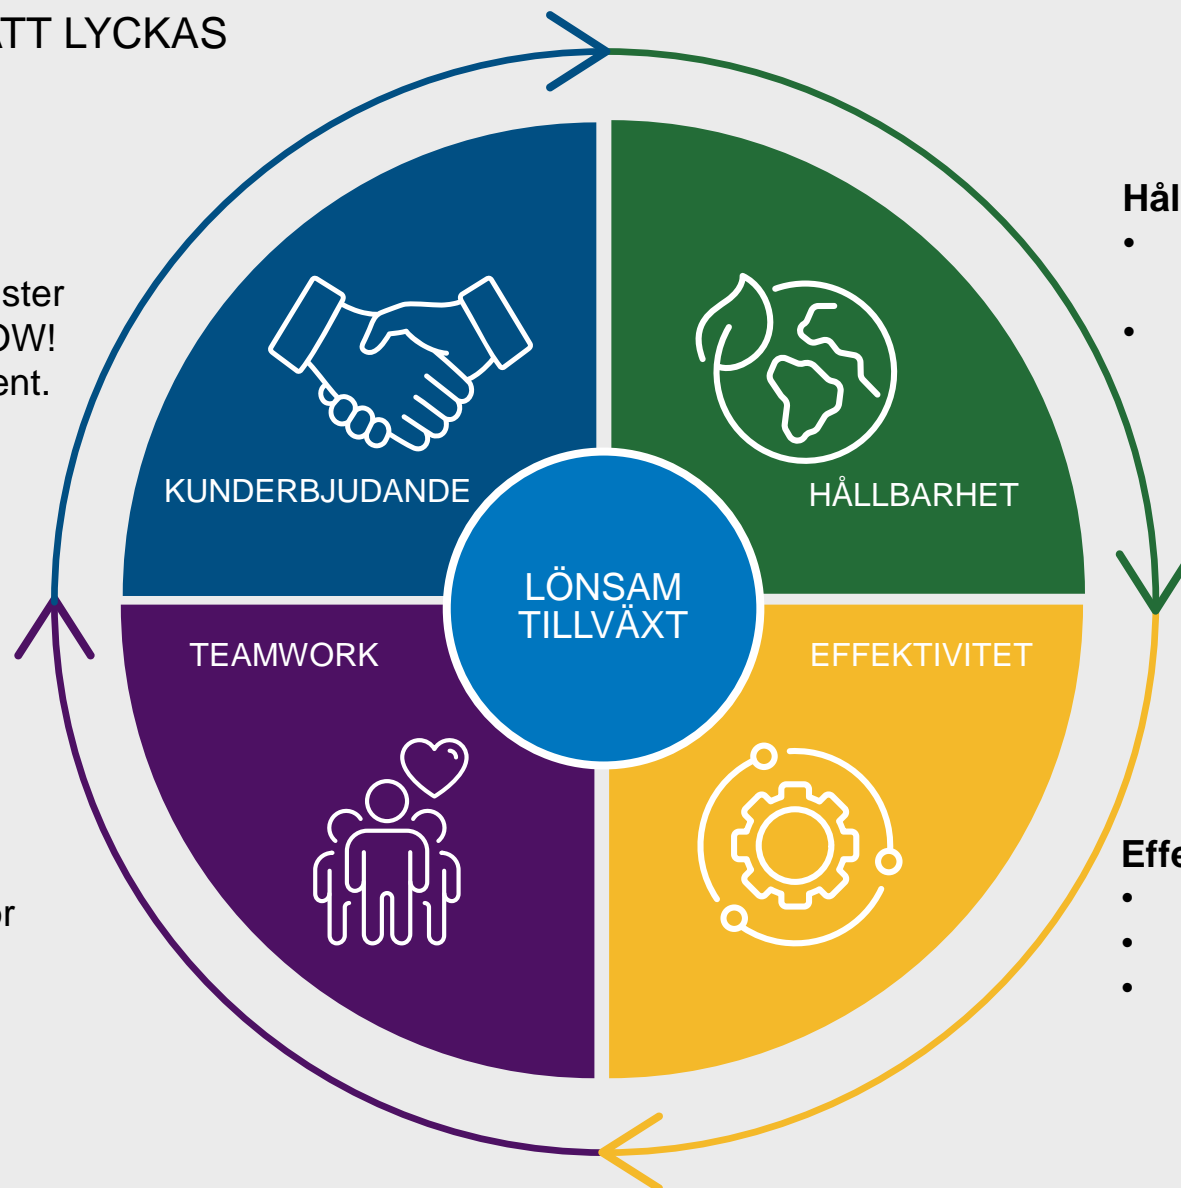 ATT LYCKAS
KUNDERBJUDANDE
HÅLLBARHET
LÖNSAM
TILLVÄXT
TEAMWORK
EFFEKTIVITET
Hål
•
•
ster
OW!
ent.
Effe
•
•
•
or